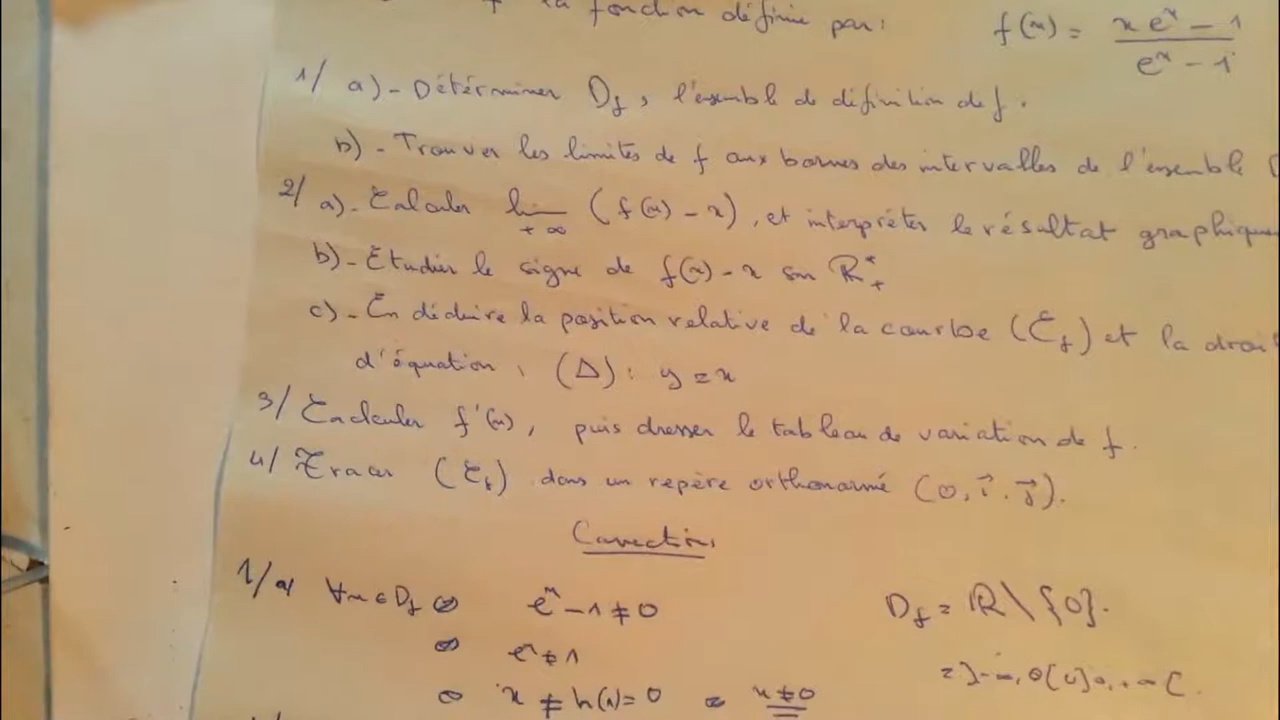 la fonction définie par: f(x) = \frac{x e^x - 1}{e^x - 1}
1/ a) - Détérminer D_f, l'ensemble de définition de f.
b) - Trouver les limites de f aux bornes des intervalles de l'ensemble
2/ a) - Calculer lim_{+∞} (f(x) - x), et interpréter le résultat graphique
b) - Etudier le signe de f(x) - x sur ℝ*₊
c) - En déduire la position relative de la courbe (C_f) et la droi
d'équation : (Δ) : y = x
3/ Calculer f'(x), puis dresser le tableau de variation de f.
4/ Tracer (C_f) dans un repère orthonormé (O, i⃗, j⃗).
Correction:
1/ a) ∀x ∈ D_f ⇔ e^x - 1 ≠ 0 D_f = ℝ \ {0}.
⇔ e^x ≠ 1
= ]-∞, 0[ ∪ ]0, +∞[.
⇔ x ≠ ln(1) = 0 ⇔ x ≠ 0